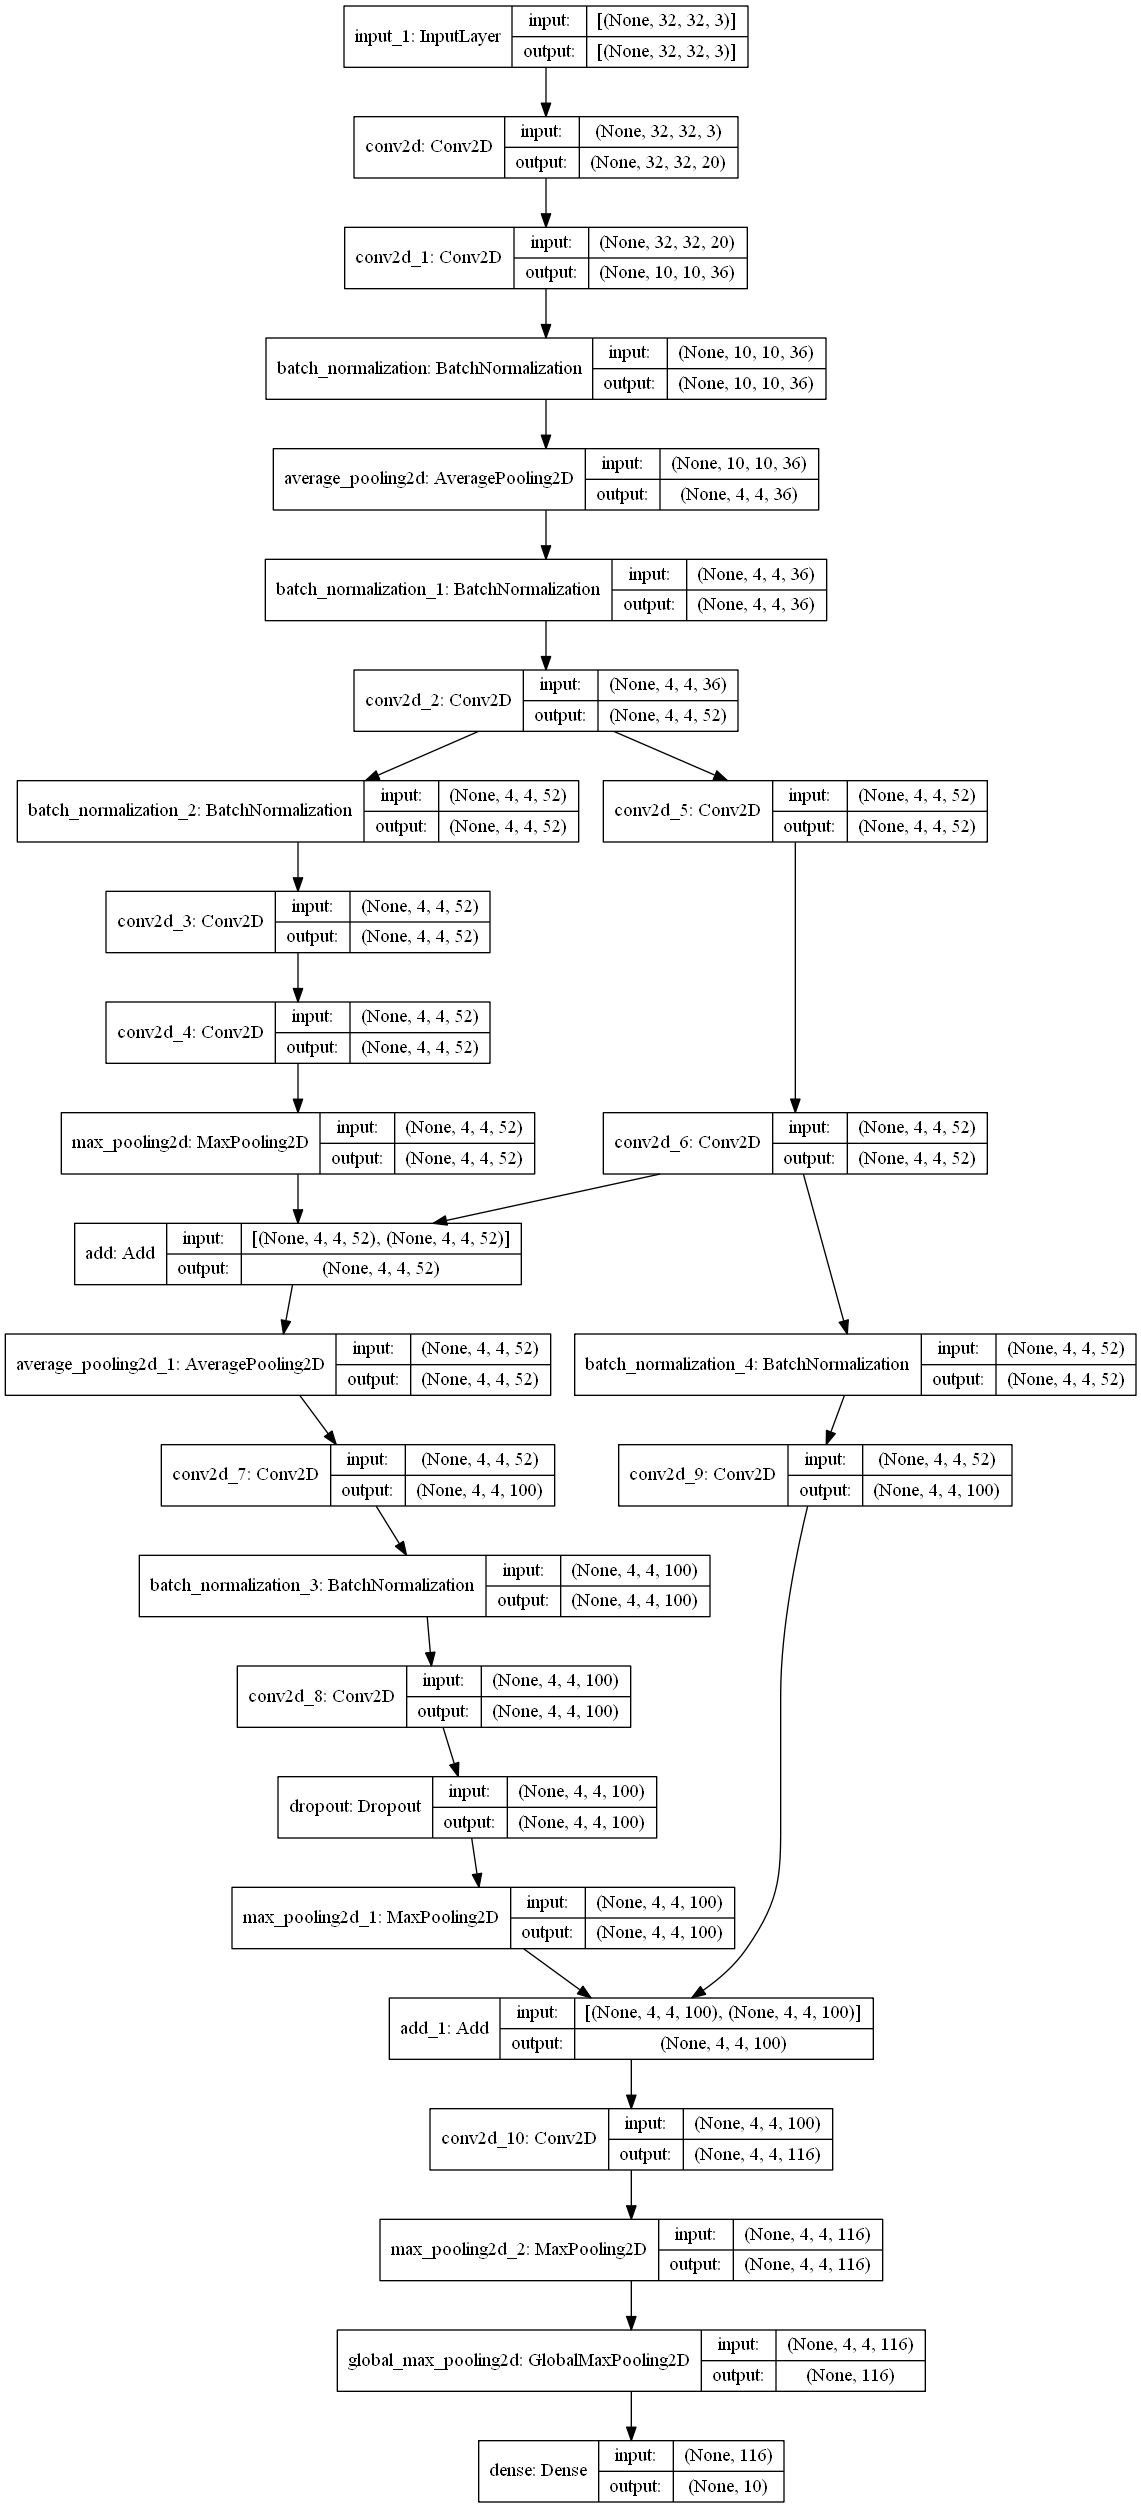 input_1: InputLayer
input: [(None, 32, 32, 3)]
output: [(None, 32, 32, 3)]
conv2d: Conv2D
input: (None, 32, 32, 3)
output: (None, 32, 32, 20)
conv2d_1: Conv2D
input: (None, 32, 32, 20)
output: (None, 10, 10, 36)
batch_normalization: BatchNormalization
input: (None, 10, 10, 36)
output: (None, 10, 10, 36)
average_pooling2d: AveragePooling2D
input: (None, 10, 10, 36)
output: (None, 4, 4, 36)
batch_normalization_1: BatchNormalization
input: (None, 4, 4, 36)
output: (None, 4, 4, 36)
conv2d_2: Conv2D
input: (None, 4, 4, 36)
output: (None, 4, 4, 52)
batch_normalization_2: BatchNormalization
input: (None, 4, 4, 52)
output: (None, 4, 4, 52)
conv2d_5: Conv2D
input: (None, 4, 4, 52)
output: (None, 4, 4, 52)
conv2d_3: Conv2D
input: (None, 4, 4, 52)
output: (None, 4, 4, 52)
conv2d_4: Conv2D
input: (None, 4, 4, 52)
output: (None, 4, 4, 52)
max_pooling2d: MaxPooling2D
input: (None, 4, 4, 52)
output: (None, 4, 4, 52)
conv2d_6: Conv2D
input: (None, 4, 4, 52)
output: (None, 4, 4, 52)
add: Add
input: [(None, 4, 4, 52), (None, 4, 4, 52)]
output: (None, 4, 4, 52)
average_pooling2d_1: AveragePooling2D
input: (None, 4, 4, 52)
output: (None, 4, 4, 52)
batch_normalization_4: BatchNormalization
input: (None, 4, 4, 52)
output: (None, 4, 4, 52)
conv2d_7: Conv2D
input: (None, 4, 4, 52)
output: (None, 4, 4, 100)
conv2d_9: Conv2D
input: (None, 4, 4, 52)
output: (None, 4, 4, 100)
batch_normalization_3: BatchNormalization
input: (None, 4, 4, 100)
output: (None, 4, 4, 100)
conv2d_8: Conv2D
input: (None, 4, 4, 100)
output: (None, 4, 4, 100)
dropout: Dropout
input: (None, 4, 4, 100)
output: (None, 4, 4, 100)
max_pooling2d_1: MaxPooling2D
input: (None, 4, 4, 100)
output: (None, 4, 4, 100)
add_1: Add
input: [(None, 4, 4, 100), (None, 4, 4, 100)]
output: (None, 4, 4, 100)
conv2d_10: Conv2D
input: (None, 4, 4, 100)
output: (None, 4, 4, 116)
max_pooling2d_2: MaxPooling2D
input: (None, 4, 4, 116)
output: (None, 4, 4, 116)
global_max_pooling2d: GlobalMaxPooling2D
input: (None, 4, 4, 116)
output: (None, 116)
dense: Dense
input: (None, 116)
output: (None, 10)